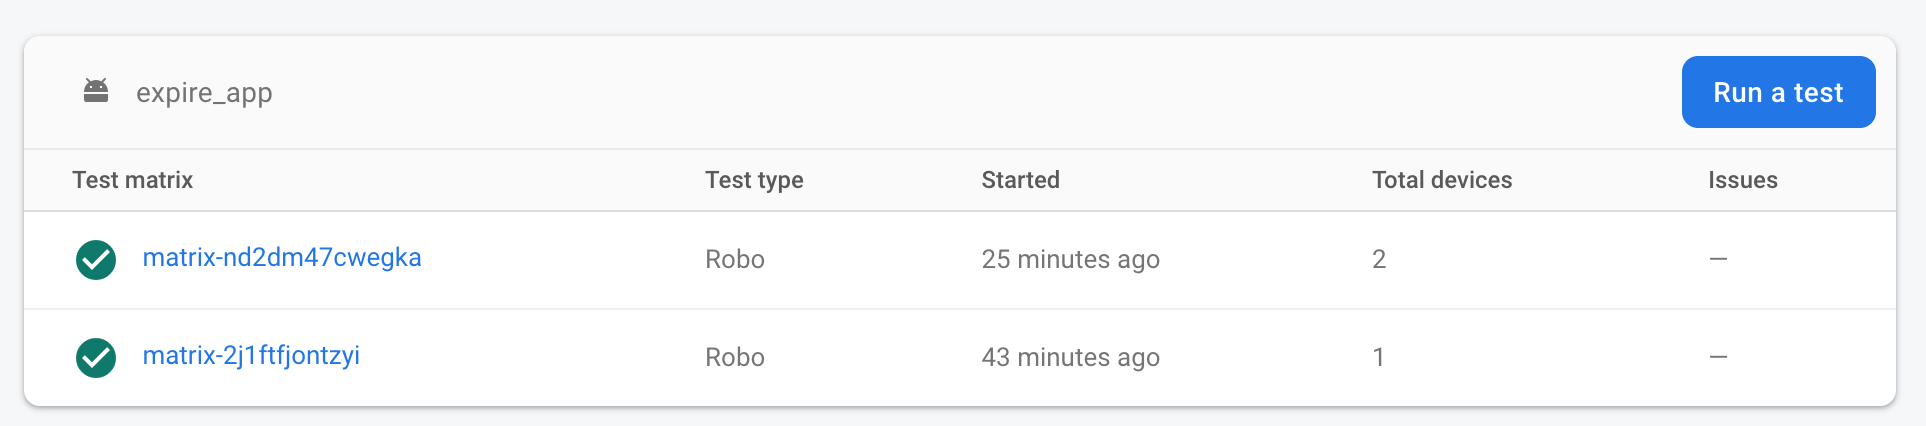 expire_app
Run a test
Test matrix Test type Started Total devices Issues
matrix-nd2dm47cwegka Robo 25 minutes ago 2 —
matrix-2j1ftfjontzyi Robo 43 minutes ago 1 —